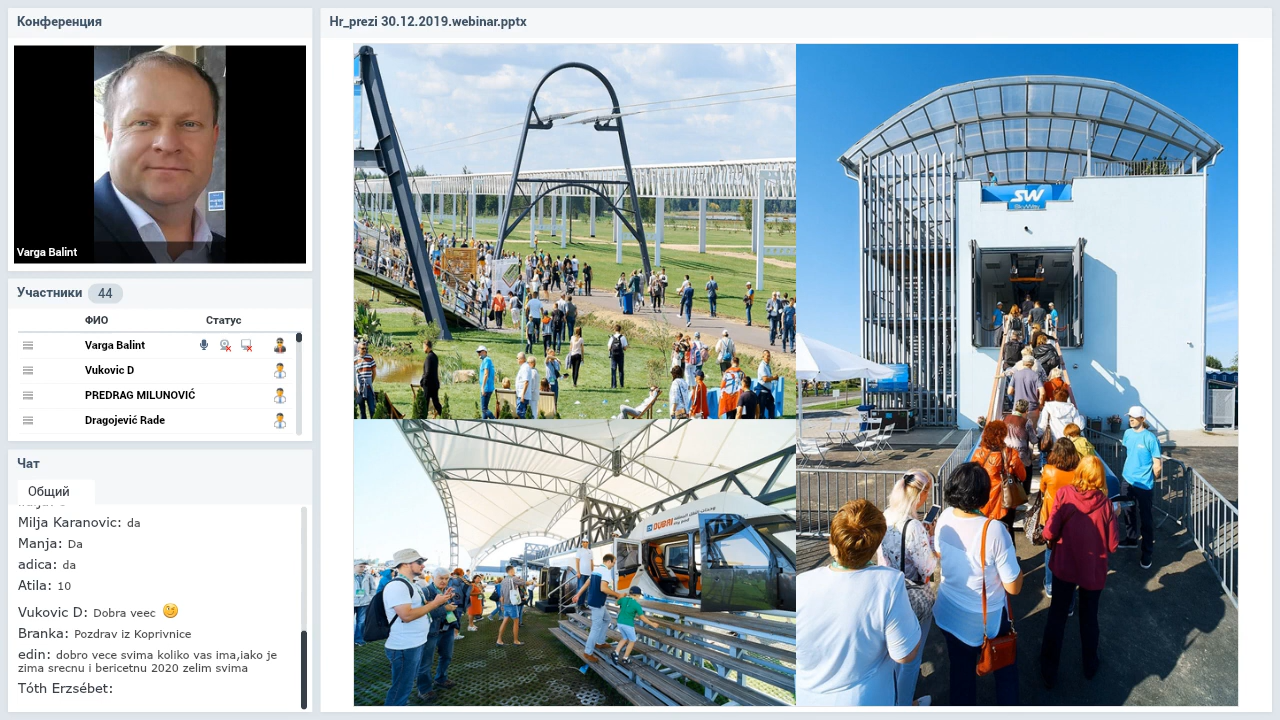 Конференция
Varga Balint
Участники 44
ФИО Статус
Varga Balint
Vukovic D
PREDRAG MILUNOVIĆ
Dragojević Rade
Чат
Общий
Milja Karanovic: da
Manja: Da
adica: da
Atila: 10
Vukovic D: Dobra veec 🤔
Branka: Pozdrav iz Koprivnice
edin: dobro vece svima koliko vas ima,iako je
zima srecnu i bericetnu 2020 zelim svima
Tóth Erzsébet:
Hr_prezi 30.12.2019.webinar.pptx
SW
SkyWay
DUBAI